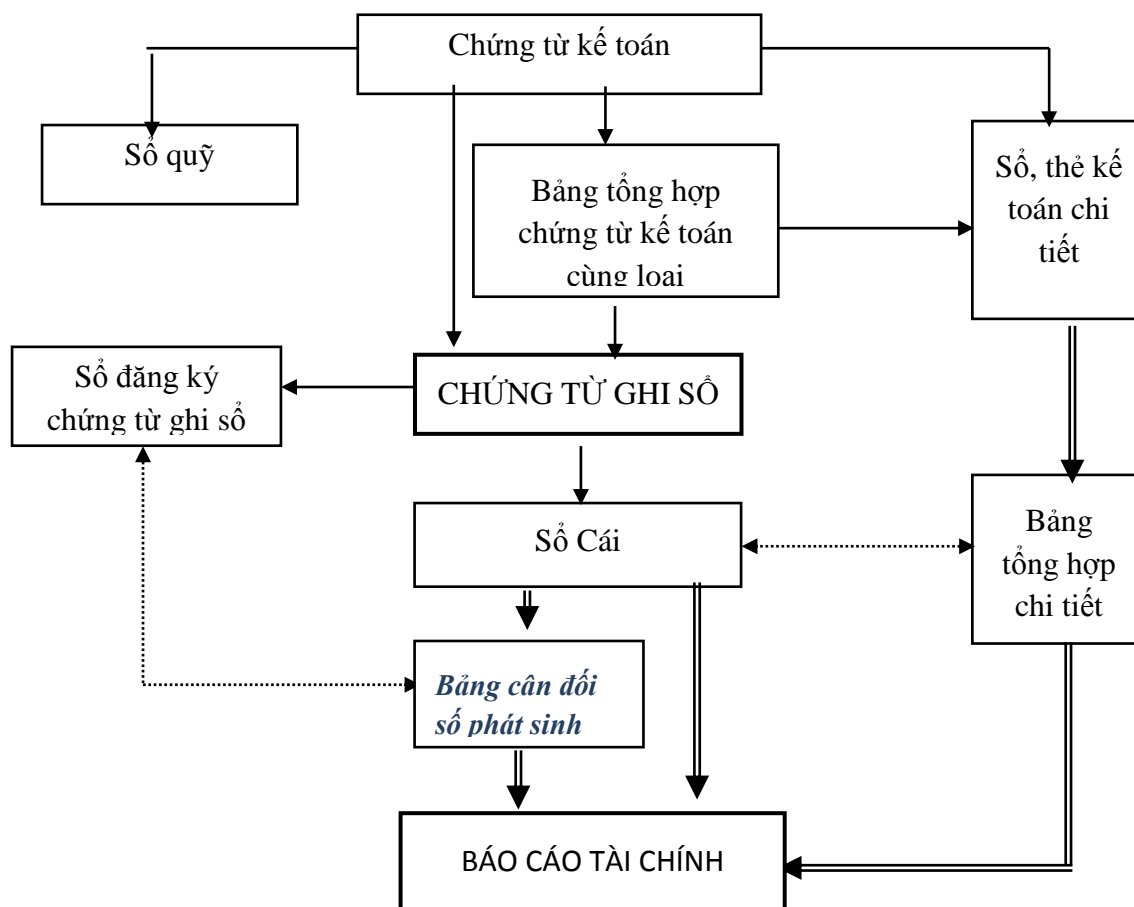 Chứng từ kế toán
Sổ quỹ
Bảng tổng hợp
chứng từ kế toán
cùng loại
Sổ, thẻ kế
toán chi
tiết
Sổ đăng ký
chứng từ ghi sổ
CHỨNG TỪ GHI SỔ
Sổ Cái
Bảng
tổng hợp
chi tiết
Bảng cân đối
số phát sinh
BÁO CÁO TÀI CHÍNH